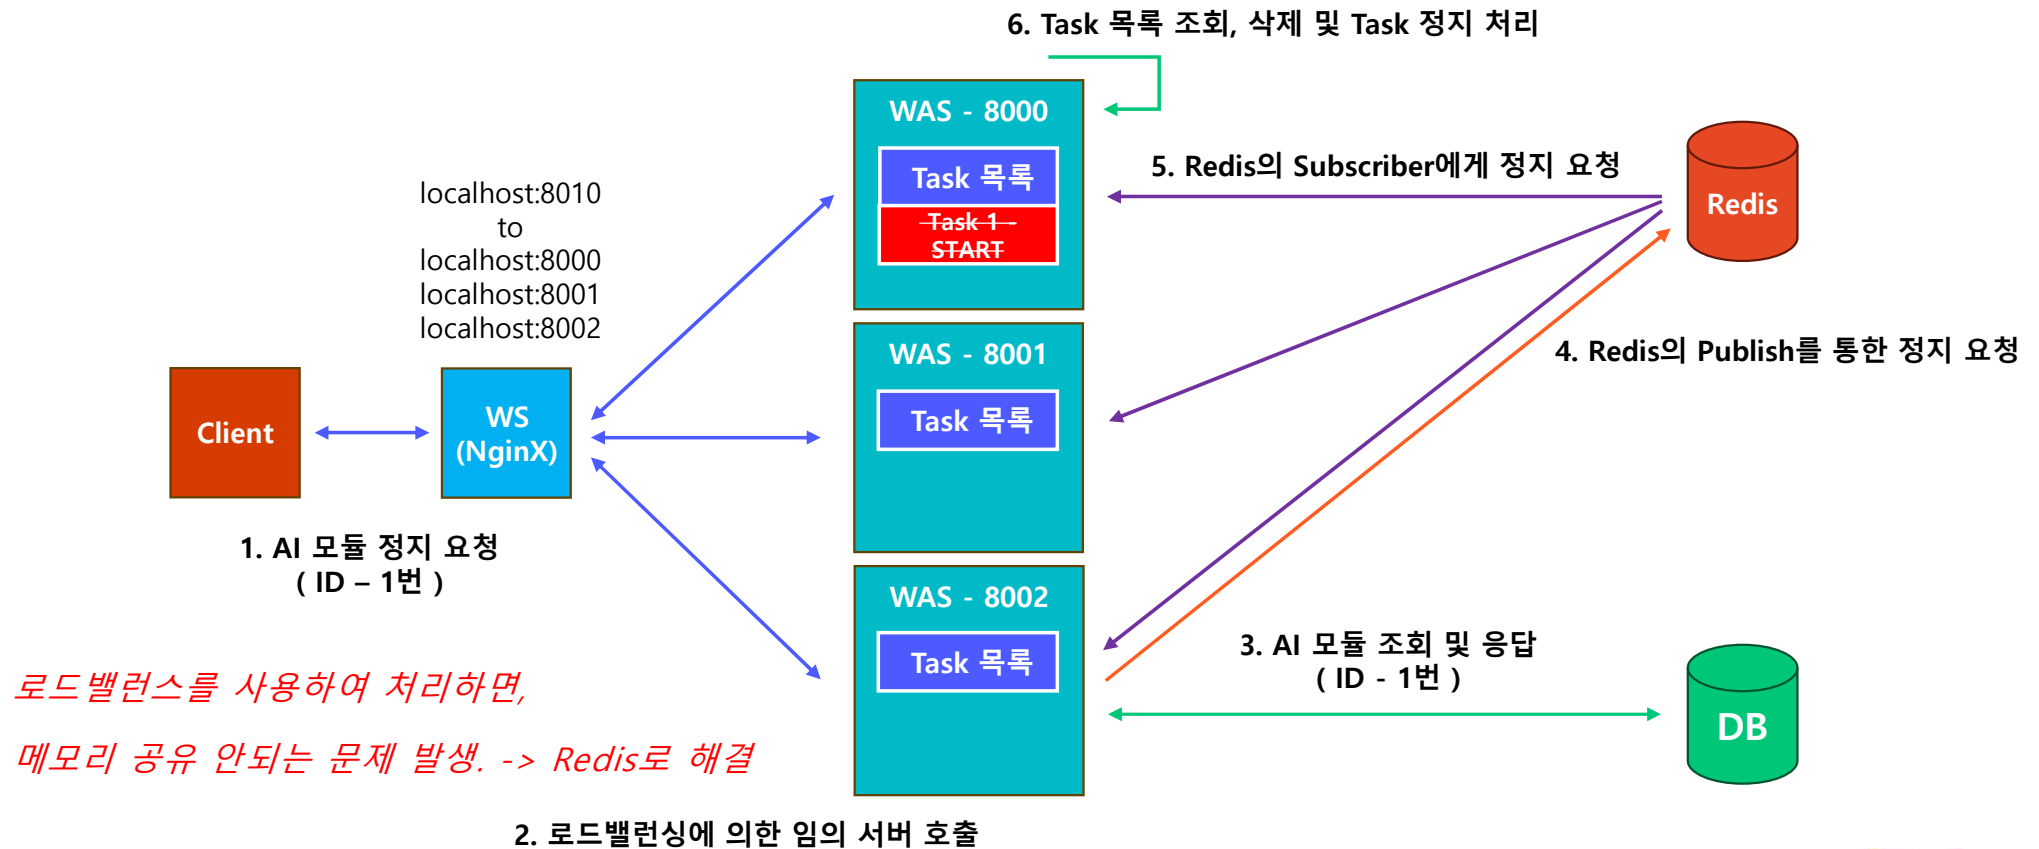 6. Task 목록 조회, 삭제 및 Task 정지 처리
WAS - 8000
Task 목록
Task 1 -
START
5. Redis의 Subscriber에게 정지 요청
Redis
localhost:8010
to
localhost:8000
localhost:8001
localhost:8002
4. Redis의 Publish를 통한 정지 요청
WAS - 8001
Task 목록
Client
WS
(NginX)
1. AI 모듈 정지 요청
( ID – 1번 )
WAS - 8002
Task 목록
3. AI 모듈 조회 및 응답
( ID - 1번 )
DB
로드밸런스를 사용하여 처리하면,
메모리 공유 안되는 문제 발생. -> Redis로 해결
2. 로드밸런싱에 의한 임의 서버 호출